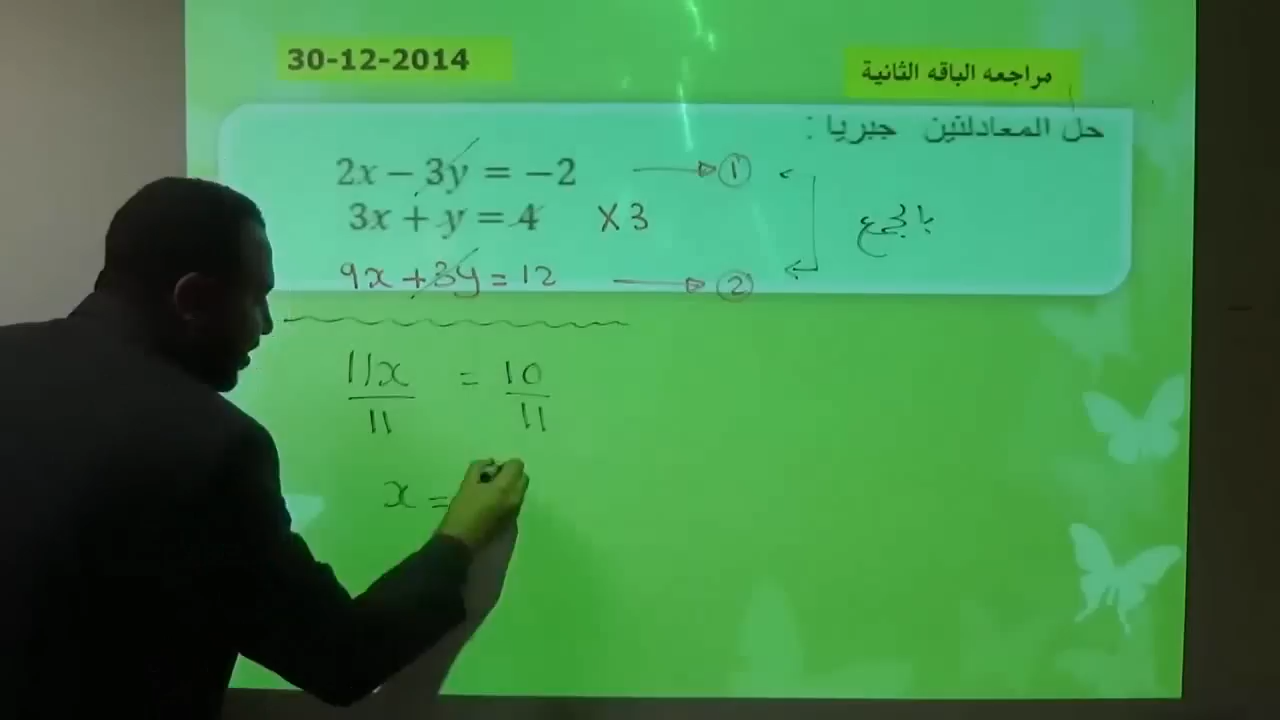 30-12-2014
مراجعه الباقه الثانية
حل المعادلتين جبريا :
2x − 3y = −2 ①
3x + y = 4 X 3
بالجمع
9x + 3y = 12 ②
11x = 10
11 11
x =